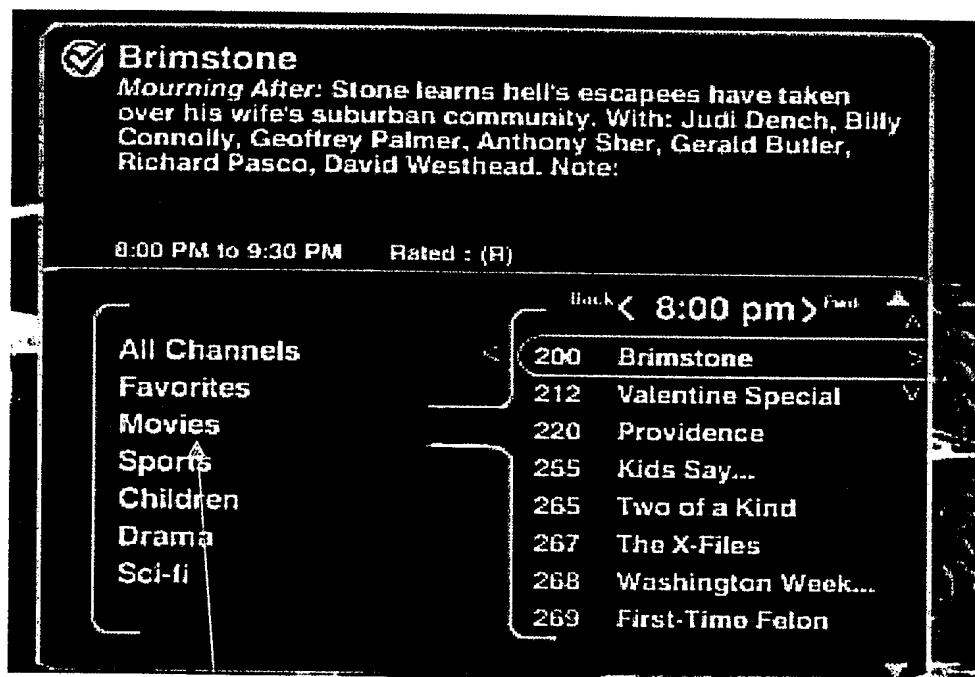 Brimstone
Mourning After: Stone learns hell's escapees have taken
over his wife's suburban community. With: Judi Dench, Billy
Connolly, Geoffrey Palmer, Anthony Sher, Gerald Butler,
Richard Pasco, David Westhead. Note:
8:00 PM to 9:30 PM Rated : (R)
Back < 8:00 pm > Fwd
All Channels
Favorites
Movies
Sports
Children
Drama
Sci-fi
200 Brimstone
212 Valentine Special
220 Providence
255 Kids Say...
265 Two of a Kind
267 The X-Files
268 Washington Week...
269 First-Time Felon